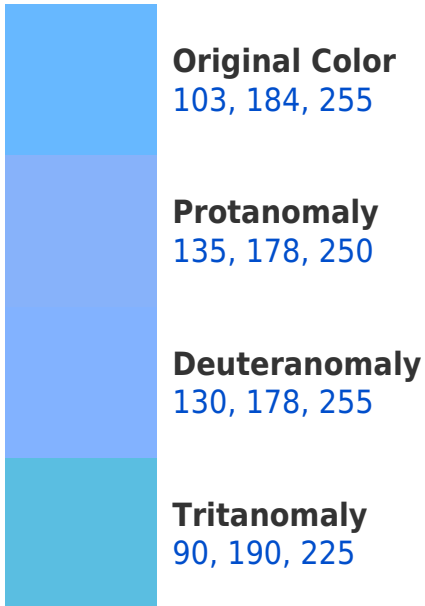 Original Color
103, 184, 255
Protanomaly
135, 178, 250
Deuteranomaly
130, 178, 255
Tritanomaly
90, 190, 225